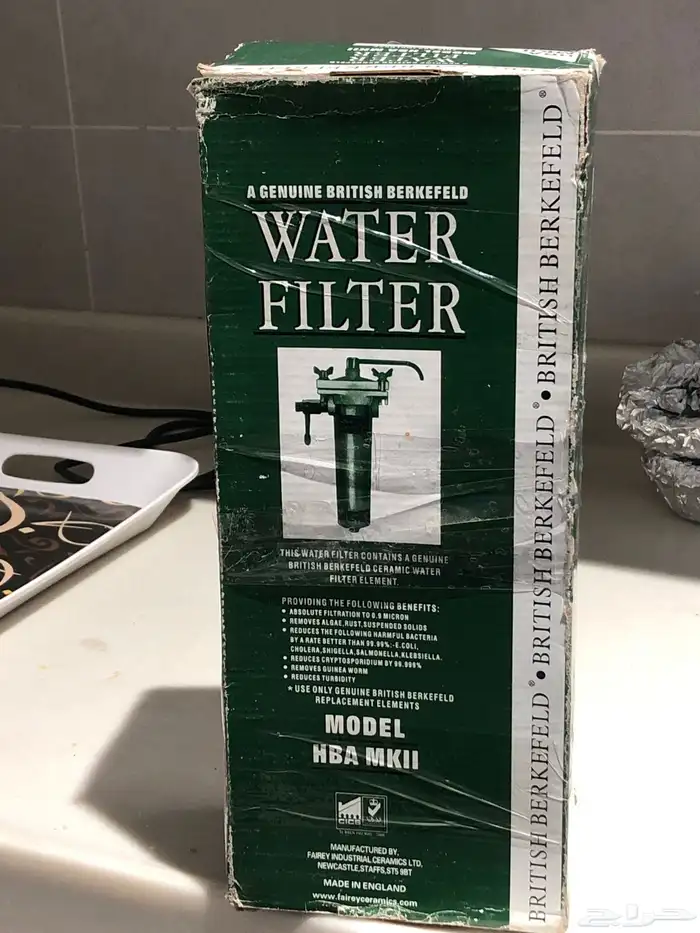 A GENUINE BRITISH BERKEFELD
WATER
FILTER
THIS WATER FILTER CONTAINS A GENUINE
BRITISH BERKEFELD CERAMIC WATER
FILTER ELEMENT.
PROVIDING THE FOLLOWING BENEFITS:
• ABSOLUTE FILTRATION TO 0.9 MICRON
• REMOVES ALGAE,RUST,SUSPENDED SOLIDS
• REDUCES THE FOLLOWING HARMFUL BACTERIA
BY A RATE BETTER THAN 99.99%:-E.COLI,
CHOLERA,SHIGELLA,SALMONELLA,KLEBSIELLA.
• REDUCES CRYPTOSPORIDIUM BY 99.999%
• REMOVES GUINEA WORM
• REDUCES TURBIDITY
* USE ONLY GENUINE BRITISH BERKEFELD
REPLACEMENT ELEMENTS
MODEL
HBA MKII
CICS
MANUFACTURED BY,
FAIREY INDUSTRIAL CERAMICS LTD,
NEWCASTLE,STAFFS,ST5 9BT
MADE IN ENGLAND
www.faireyceramics.com
BRITISH BERKEFELD® • BRITISH BERKEFELD® • BRITISH BERKEFELD®
حراج